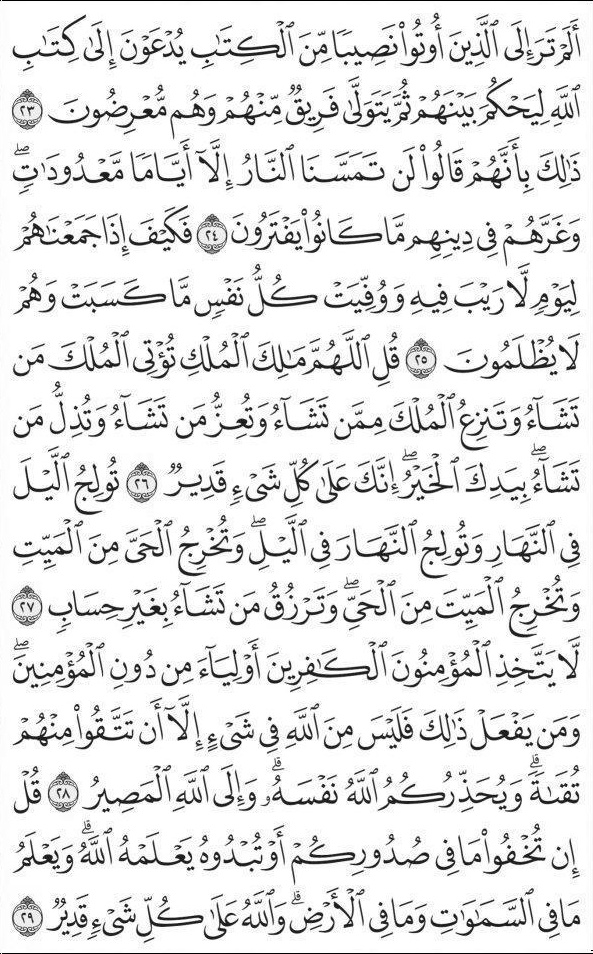 أَلَمْ تَرَ إِلَى ٱلَّذِينَ أُوتُوا۟ نَصِيبًا مِّنَ ٱلْكِتَٰبِ يُدْعَوْنَ إِلَىٰ كِتَٰبِ
ٱللَّهِ لِيَحْكُمَ بَيْنَهُمْ ثُمَّ يَتَوَلَّىٰ فَرِيقٌ مِّنْهُمْ وَهُم مُّعْرِضُونَ ٢٣
ذَٰلِكَ بِأَنَّهُمْ قَالُوا۟ لَن تَمَسَّنَا ٱلنَّارُ إِلَّآ أَيَّامًا مَّعْدُودَٰتٍ ۖ
وَغَرَّهُمْ فِى دِينِهِم مَّا كَانُوا۟ يَفْتَرُونَ ٢٤ فَكَيْفَ إِذَا جَمَعْنَٰهُمْ
لِيَوْمٍ لَّا رَيْبَ فِيهِ وَوُفِّيَتْ كُلُّ نَفْسٍ مَّا كَسَبَتْ وَهُمْ
لَا يُظْلَمُونَ ٢٥ قُلِ ٱللَّهُمَّ مَٰلِكَ ٱلْمُلْكِ تُؤْتِى ٱلْمُلْكَ مَن
تَشَآءُ وَتَنزِعُ ٱلْمُلْكَ مِمَّن تَشَآءُ وَتُعِزُّ مَن تَشَآءُ وَتُذِلُّ مَن
تَشَآءُ ۖ بِيَدِكَ ٱلْخَيْرُ ۖ إِنَّكَ عَلَىٰ كُلِّ شَىْءٍ قَدِيرٌ ٢٦ تُولِجُ ٱلَّيْلَ
فِى ٱلنَّهَارِ وَتُولِجُ ٱلنَّهَارَ فِى ٱلَّيْلِ ۖ وَتُخْرِجُ ٱلْحَىَّ مِنَ ٱلْمَيِّتِ
وَتُخْرِجُ ٱلْمَيِّتَ مِنَ ٱلْحَىِّ ۖ وَتَرْزُقُ مَن تَشَآءُ بِغَيْرِ حِسَابٍ ٢٧
لَّا يَتَّخِذِ ٱلْمُؤْمِنُونَ ٱلْكَٰفِرِينَ أَوْلِيَآءَ مِن دُونِ ٱلْمُؤْمِنِينَ ۖ
وَمَن يَفْعَلْ ذَٰلِكَ فَلَيْسَ مِنَ ٱللَّهِ فِى شَىْءٍ إِلَّآ أَن تَتَّقُوا۟ مِنْهُمْ
تُقَىٰةً ۗ وَيُحَذِّرُكُمُ ٱللَّهُ نَفْسَهُۥ ۗ وَإِلَى ٱللَّهِ ٱلْمَصِيرُ ٢٨ قُلْ
إِن تُخْفُوا۟ مَا فِى صُدُورِكُمْ أَوْ تُبْدُوهُ يَعْلَمْهُ ٱللَّهُ ۗ وَيَعْلَمُ
مَا فِى ٱلسَّمَٰوَٰتِ وَمَا فِى ٱلْأَرْضِ ۗ وَٱللَّهُ عَلَىٰ كُلِّ شَىْءٍ قَدِيرٌ ٢٩